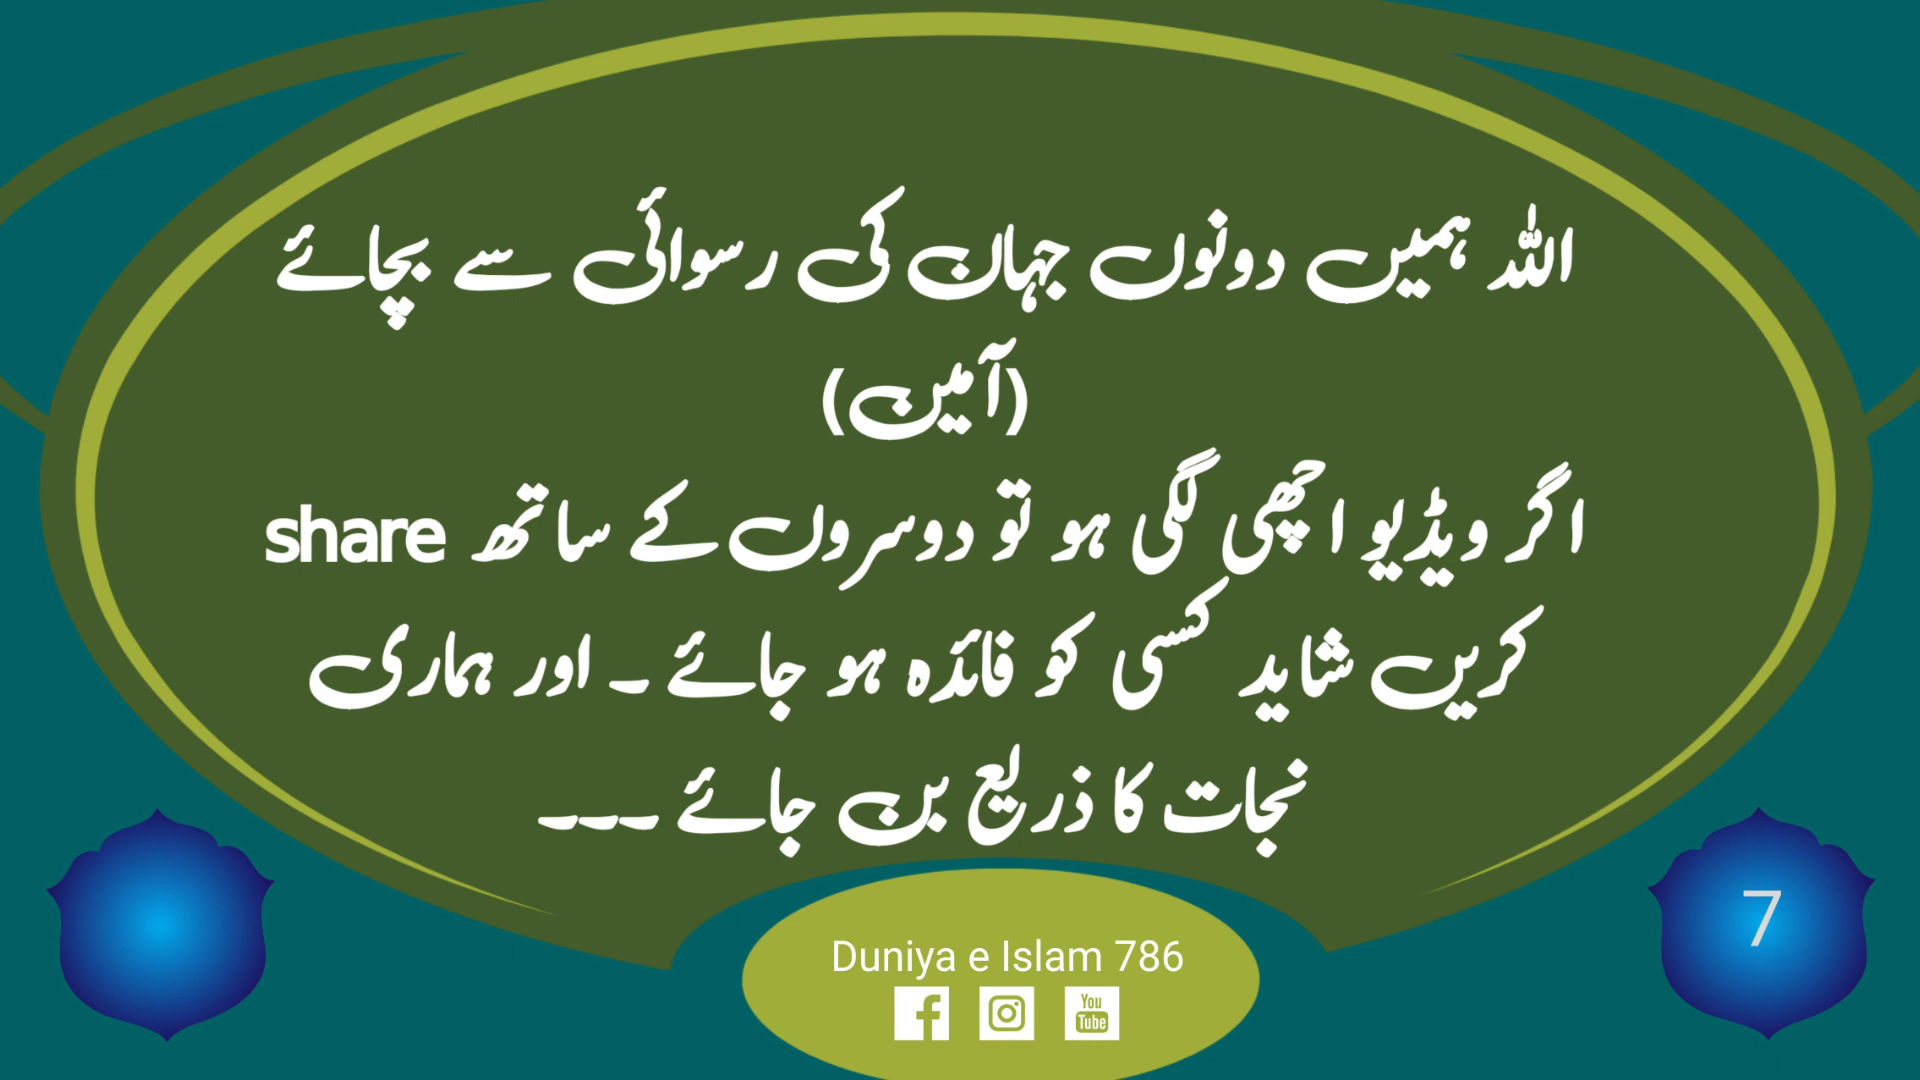 اللہ ہمیں دونوں جہان کی رسوائی سے بچائے
(آمین)
اگر ویڈیو اچھی لگی ہو تو دوسروں کے ساتھ share
کریں شاید کسی کو فائدہ ہو جائے ۔ اور ہماری
نجات کا ذریع بن جائے ۔۔۔
7
Duniya e Islam 786
You
Tube